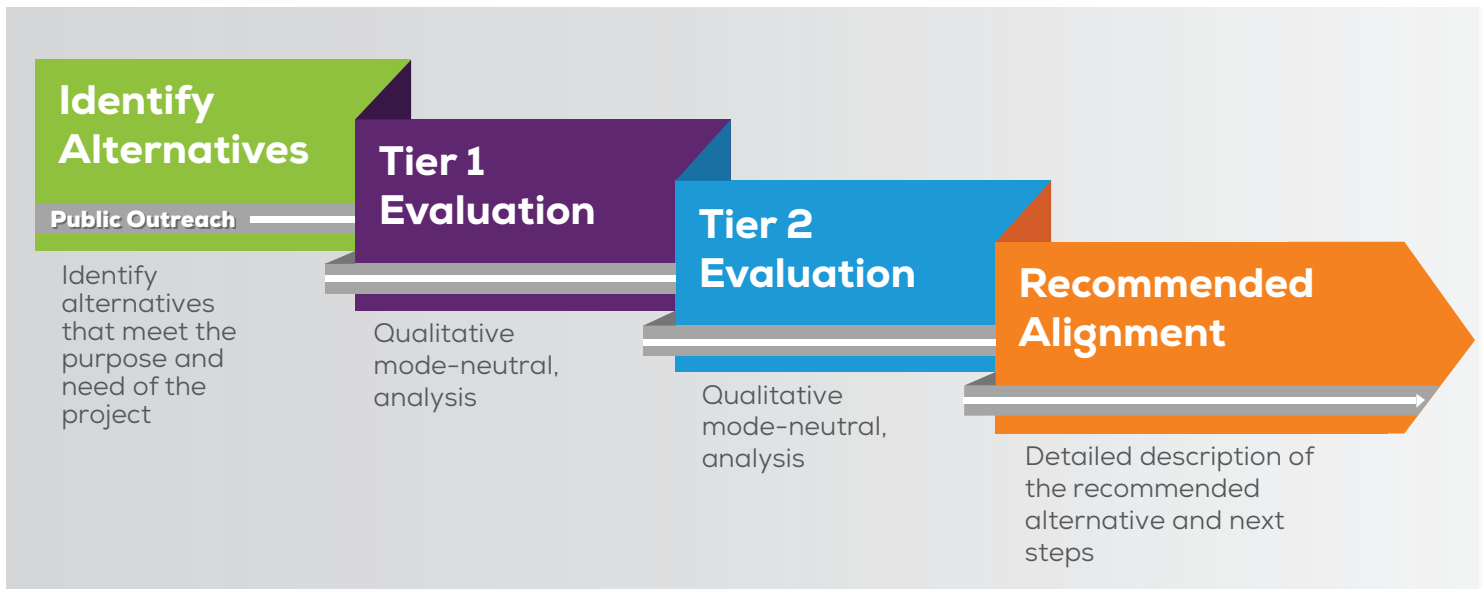 Identify
Alternatives
Public Outreach
Identify
alternatives
that meet the
purpose and
need of the
project
Tier 1
Evaluation
Qualitative
mode-neutral,
analysis
Tier 2
Evaluation
Qualitative
mode-neutral,
analysis
Recommended
Alignment
Detailed description of
the recommended
alternative and next
steps